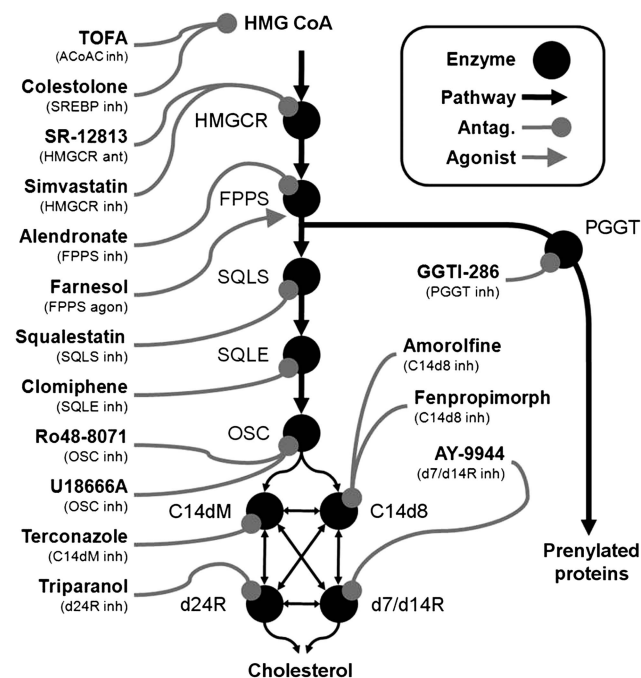 HMG CoA
TOFA
(ACoAC inh)
Colestolone
(SREBP inh)
SR-12813
(HMGCR ant)
Simvastatin
(HMGCR inh)
Alendronate
(FPPS inh)
Farnesol
(FPPS agon)
Squalestatin
(SQLS inh)
Clomiphene
(SQLE inh)
Ro48-8071
(OSC inh)
U18666A
(OSC inh)
Terconazole
(C14dM inh)
Triparanol
(d24R inh)
HMGCR
FPPS
SQLS
SQLE
OSC
C14dM
C14d8
d24R
d7/d14R
Cholesterol
Enzyme
Pathway
Antag.
Agonist
PGGT
GGTI-286
(PGGT inh)
Amorolfine
(C14d8 inh)
Fenpropimorph
(C14d8 inh)
AY-9944
(d7/d14R inh)
Prenylated
proteins